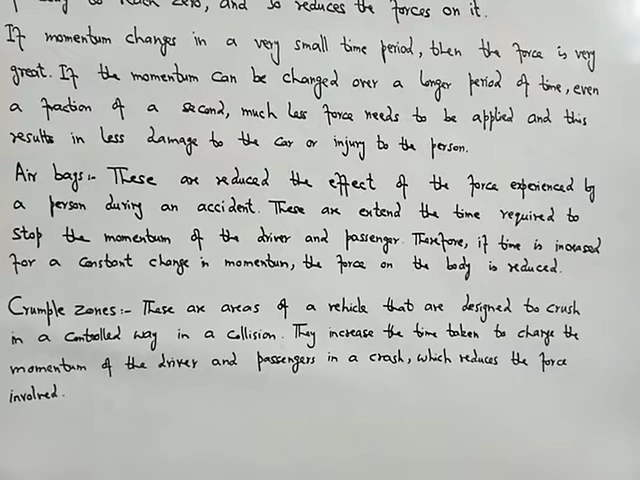 to reach zero, and so reduces the forces on it.
If momentum changes in a very small time period, then the force is very
great. If the momentum can be changed over a longer period of time, even
a fraction of a second, much less force needs to be applied and this
results in less damage to the car or injury to the person.
Air bags:- These are reduced the effect of the force experienced by
a person during an accident. These are extend the time required to
stop the momentum of the driver and passenger. Therefore, if time is increased
for a constant change in momentum, the force on the body is reduced.
Crumple zones:- These are areas of a vehicle that are designed to crush
in a controlled way in a collision. They increase the time taken to change the
momentum of the driver and passengers in a crash, which reduces the force
involved.